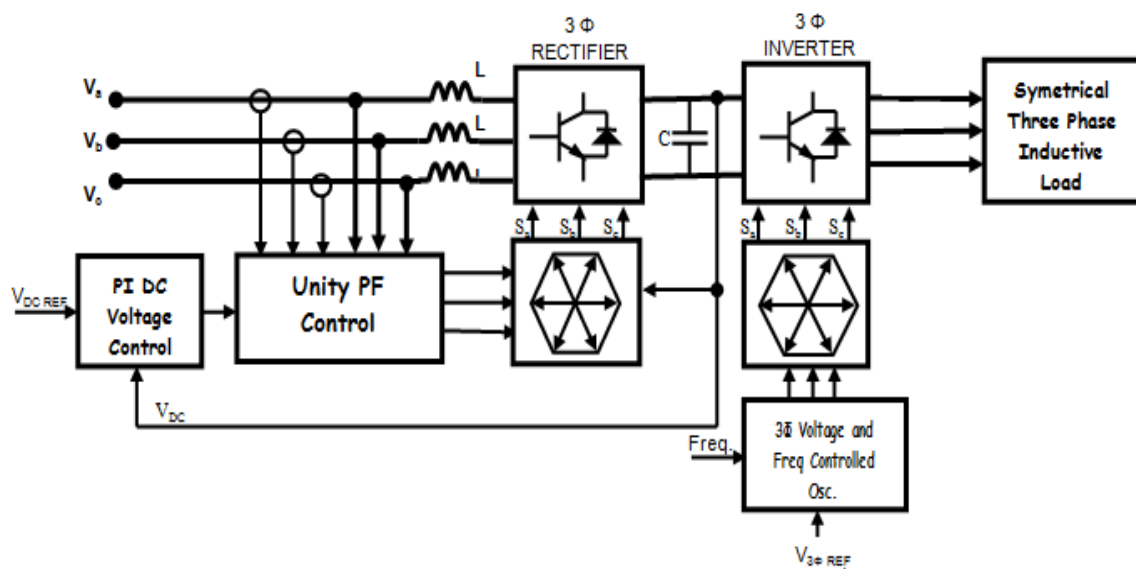 3 Φ
RECTIFIER
3 Φ
INVERTER
Va
L
Vb
L
Vc
L
C
Symetrical
Three Phase
Inductive
Load
Sa
Sb
Sc
Sa
Sb
Sc
PI DC
Voltage
Control
VDC REF
Unity PF
Control
VDC
Freq.
3Φ Voltage and
Freq Controlled
Osc.
V3Φ REF